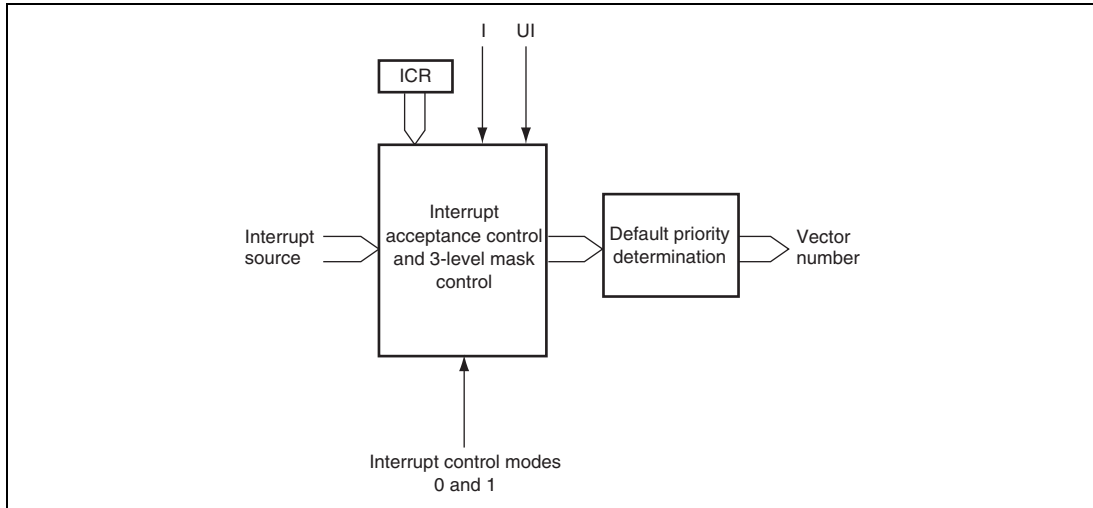 I
UI
ICR
Interrupt
acceptance control
and 3-level mask
control
Interrupt
source
Default priority
determination
Vector
number
Interrupt control modes
0 and 1